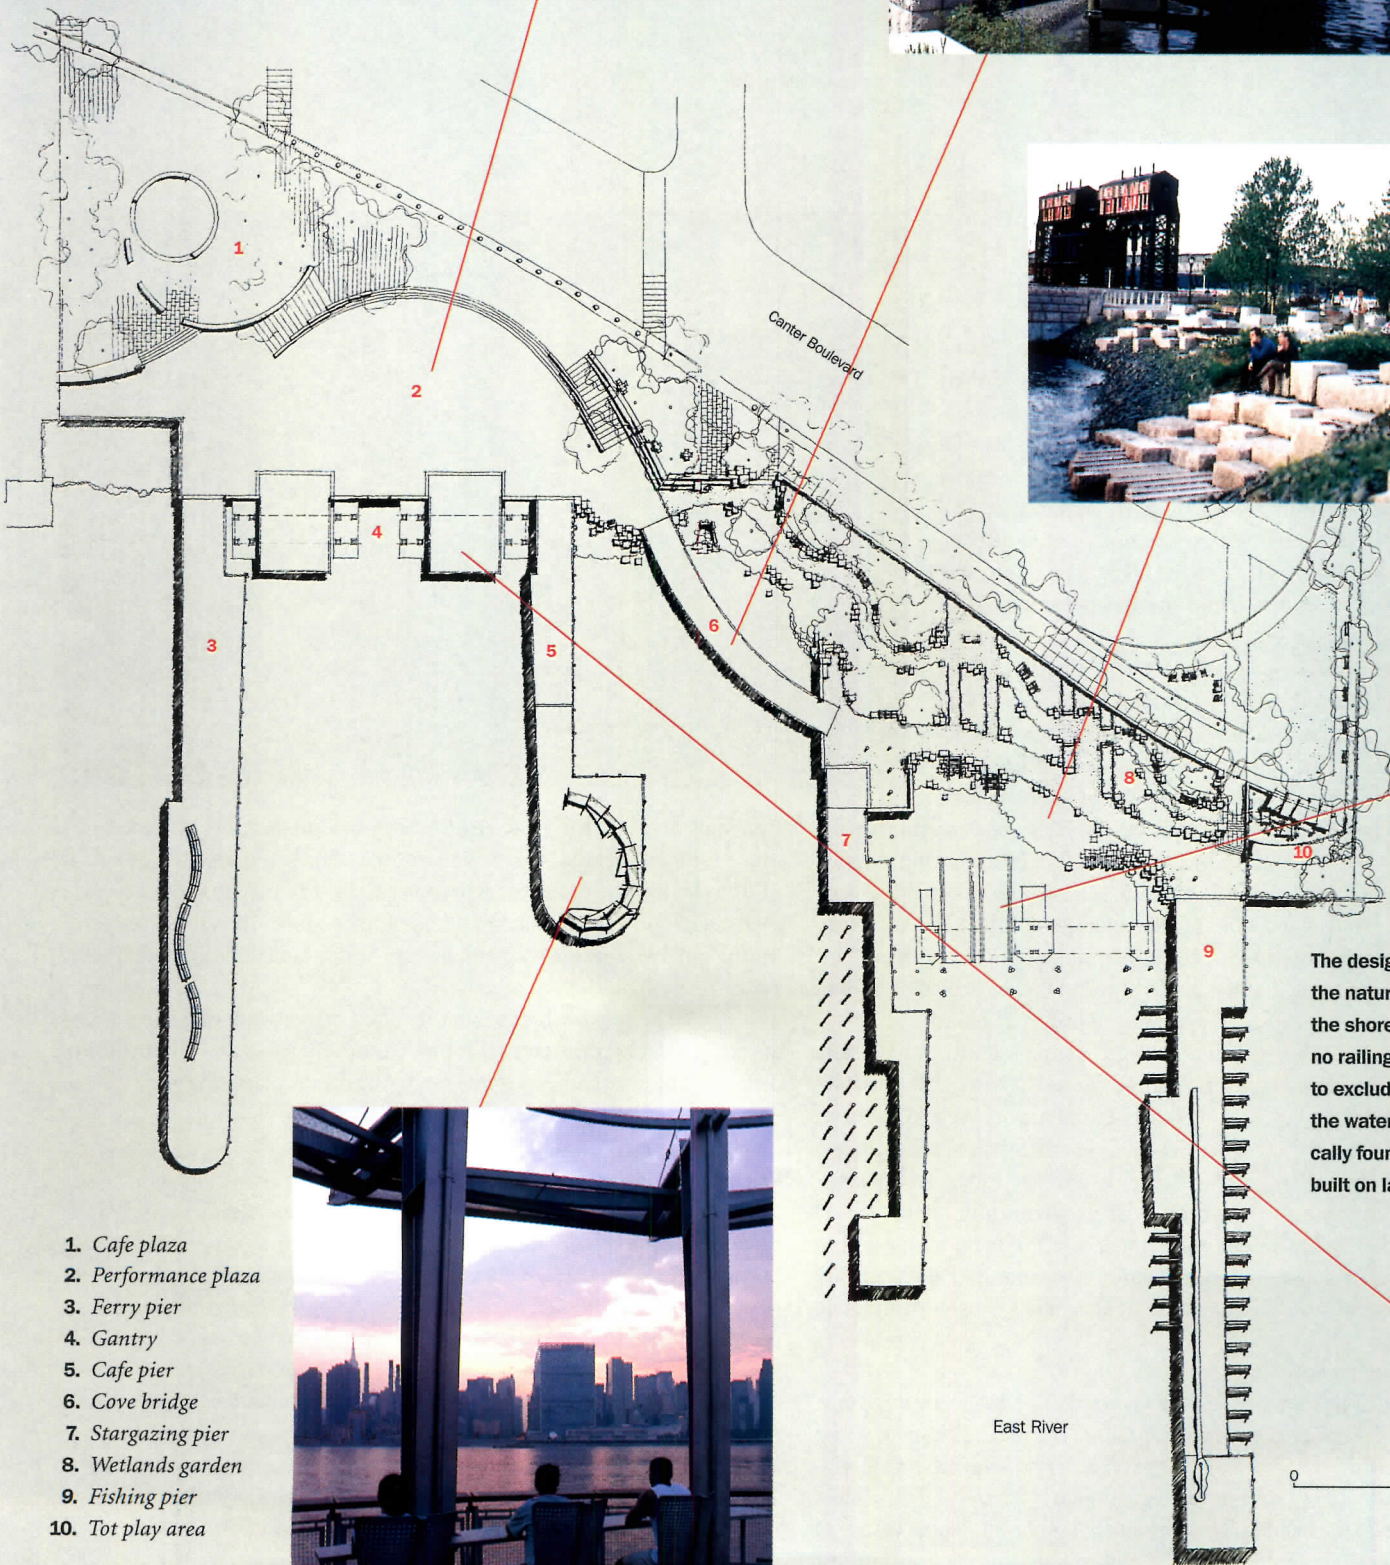 1
2
Canter Boulevard
4
3
5
6
8
7
10
9
The desig
the natur
the shore
no railing
to exclud
the water
cally four
built on la
1. Cafe plaza
2. Performance plaza
3. Ferry pier
4. Gantry
5. Cafe pier
6. Cove bridge
7. Stargazing pier
8. Wetlands garden
9. Fishing pier
10. Tot play area
East River
0